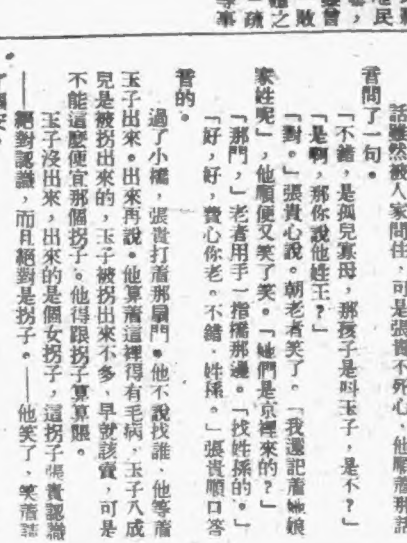 話雖然被人家問住，可是張貴不死心，他順着那話
音問了一句。
「不錯，是孤兒寡母，那孩子是叫玉子，是不？」
「是啊，那你說他姓王？」
「對。」張貴心說。朝老者笑了。「我還記着她娘
家姓呢」，他順便又笑了笑。「她們是京裡來的？」
「那門，」老者用手一指橋那邊。「找姓孫的。」
「好，好，費心你老。不錯，姓孫。」張貴順口答
音的。
過了小橋，張貴打着那扇門。他不說找誰，他等着
玉子出來。出來再說。他算着這裡得有毛病，玉子八成
兒是被拐出來的，玉子被拐出來不多，早就該賣，可是
不能這麼便宜那個拐子。他得跟拐子算算賬。
玉子沒出來，出來的是個女拐子，這拐子張貴認識
——絕對認識，而且絕對是拐子。——他笑了，笑着